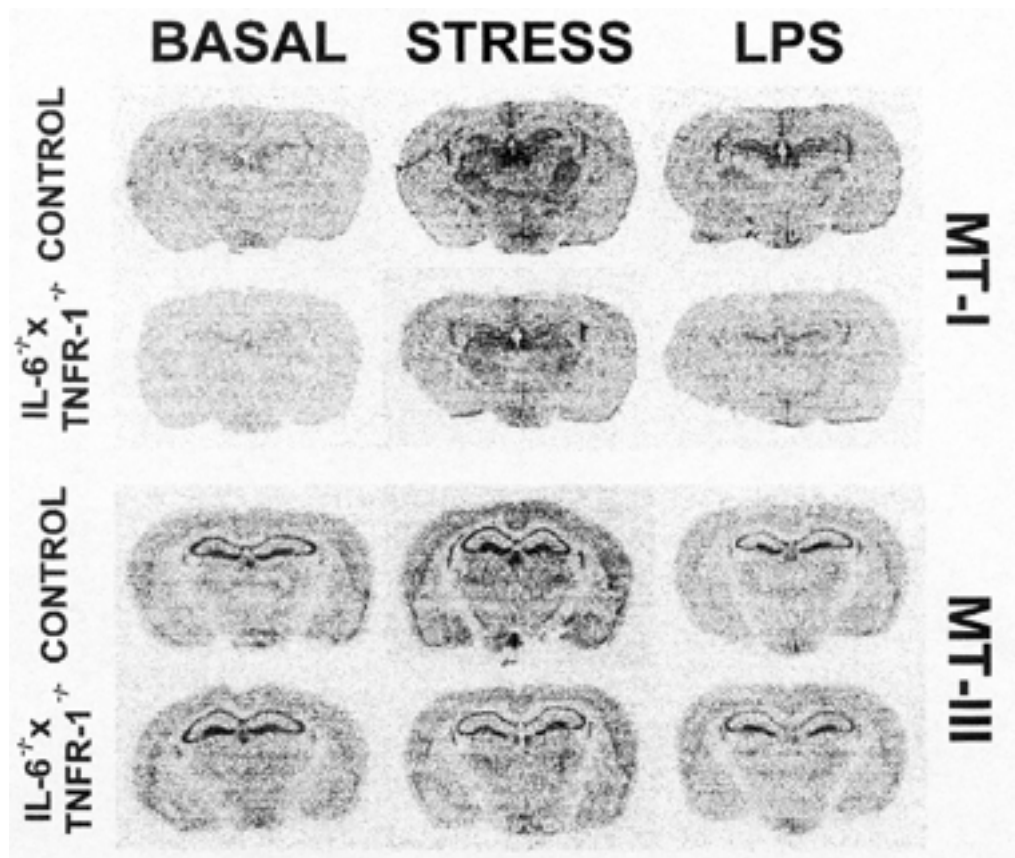 BASAL STRESS LPS
CONTROL
IL-6-/-x
TNFR-1-/-
MT-I
CONTROL
IL-6-/-x
TNFR-1-/-
MT-III